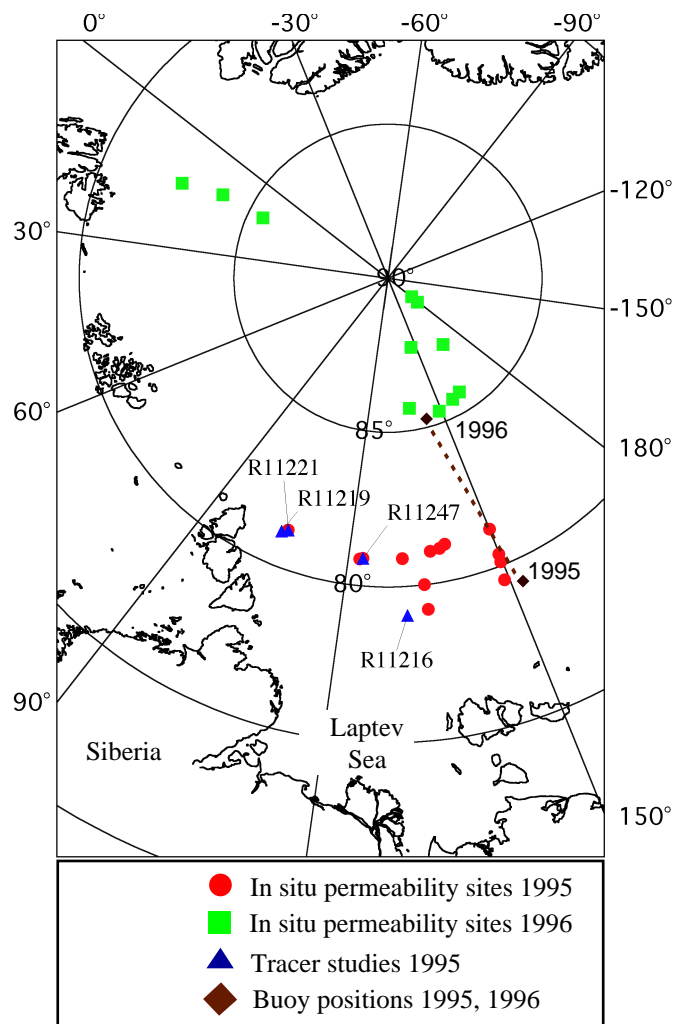 0° -30° -60° -90°
-120°
30°
-150°
90°
60°
85°
1996
180°
R11221
R11219
R11247
80°
1995
R11216
90°
Laptev
Sea
Siberia
150°
In situ permeability sites 1995
In situ permeability sites 1996
Tracer studies 1995
Buoy positions 1995, 1996